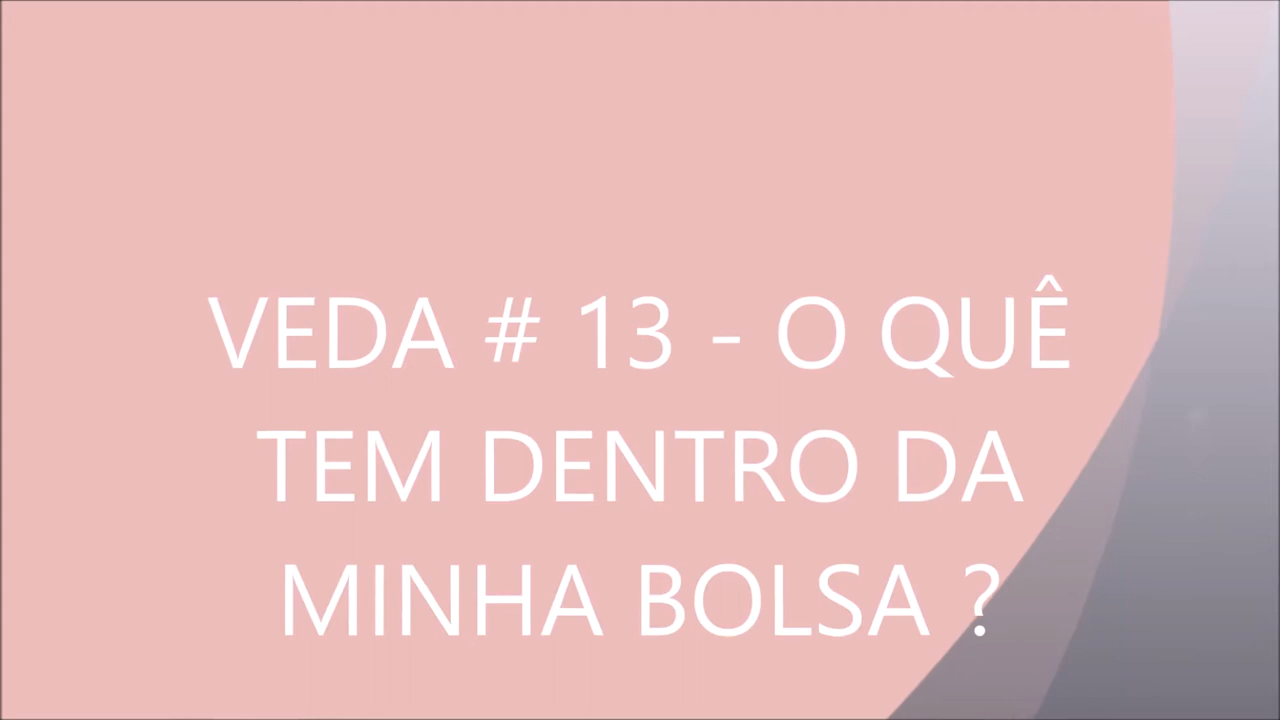 VEDA # 13 - O QUÊ
TEM DENTRO DA
MINHA BOLSA ?